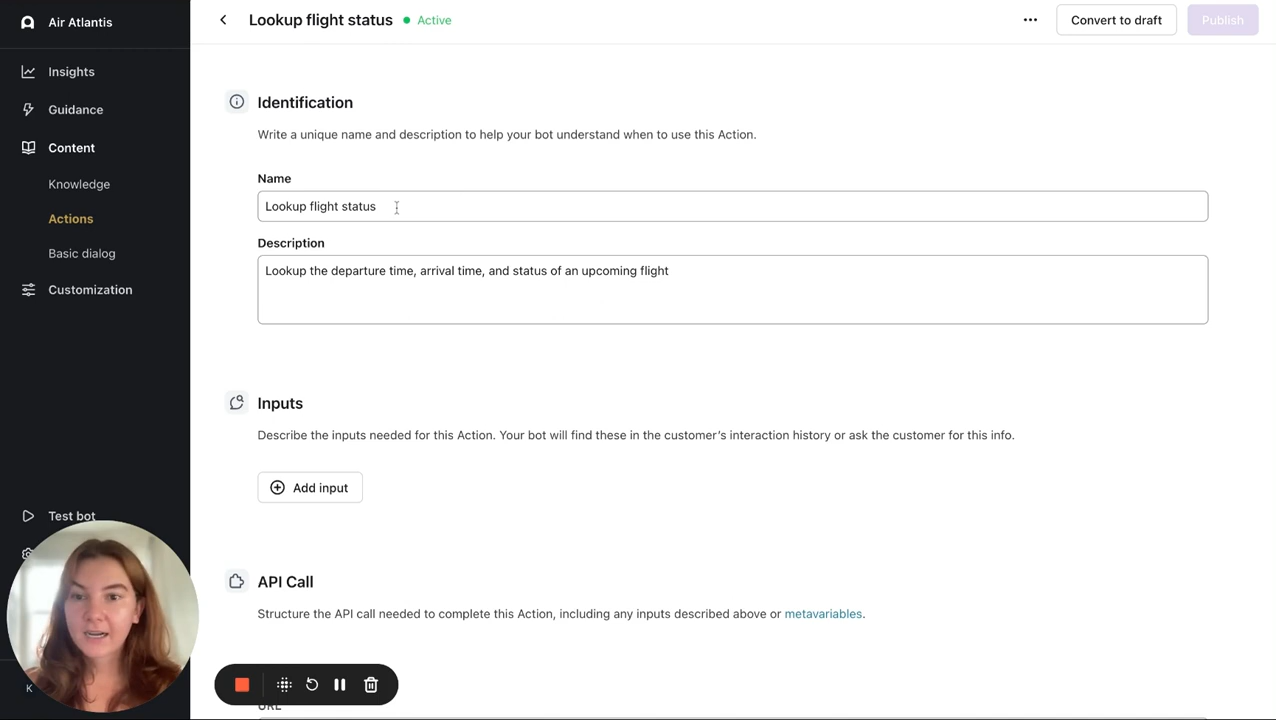 Air Atlantis
Insights
Guidance
Content
Knowledge
Actions
Basic dialog
Customization
Test bot
K
Lookup flight status
Active
Convert to draft
Publish
Identification
Write a unique name and description to help your bot understand when to use this Action.
Name
Lookup flight status
Description
Lookup the departure time, arrival time, and status of an upcoming flight
Inputs
Describe the inputs needed for this Action. Your bot will find these in the customer's interaction history or ask the customer for this info.
Add input
API Call
Structure the API call needed to complete this Action, including any inputs described above or metavariables.
URL